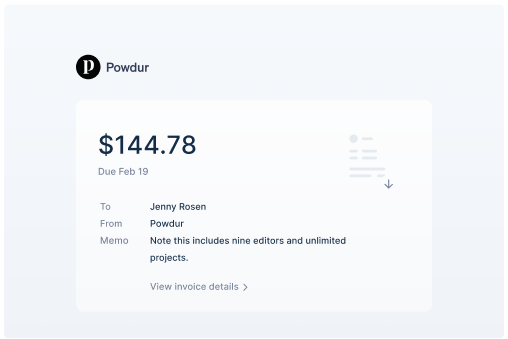 p Powdur
$144.78
Due Feb 19
To Jenny Rosen
From Powdur
Memo Note this includes nine editors and unlimited
projects.
View invoice details